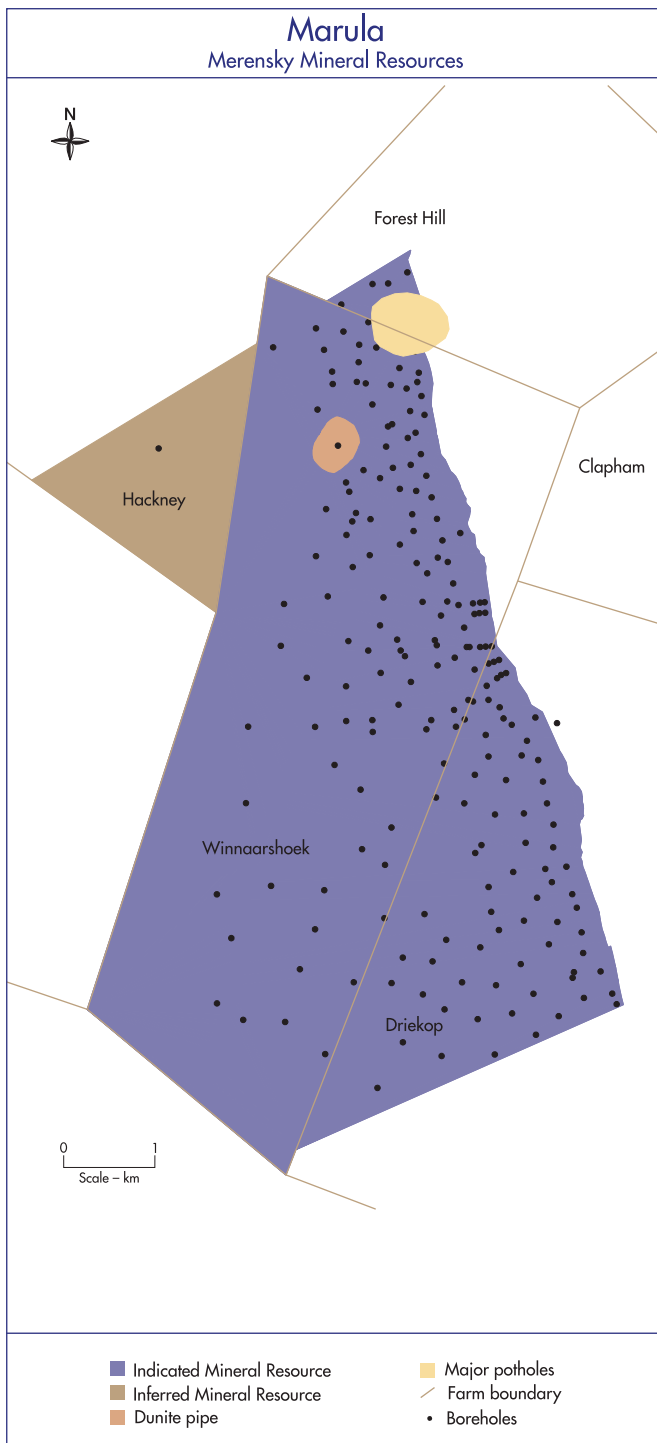 Marula
Merensky Mineral Resources
N
Forest Hill
Clapham
Hackney
Winnaarshoek
Driekop
0 1
Scale – km
Indicated Mineral Resource
Inferred Mineral Resource
Dunite pipe
Major potholes
Farm boundary
Boreholes